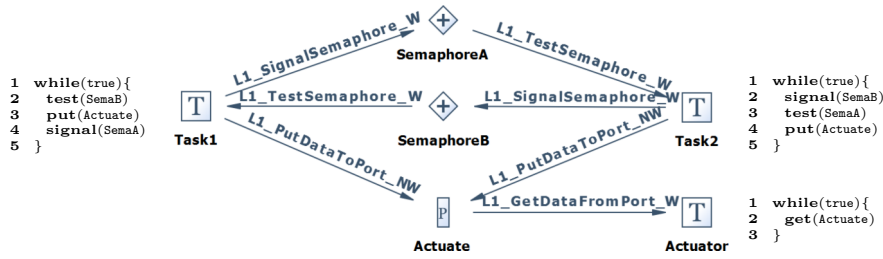 L1_SignalSemaphore_W
SemaphoreA
L1_TestSemaphore_W
1 while(true){
2 test(SemaB)
3 put(Actuate)
4 signal(SemaA)
5 }
T
Task1
L1_TestSemaphore_W
SemaphoreB
L1_SignalSemaphore_W
T
Task2
1 while(true){
2 signal(SemaB)
3 test(SemaA)
4 put(Actuate)
5 }
L1_PutDataToPort_NW
L1_PutDataToPort_NW
P
Actuate
L1_GetDataFromPort_W
T
Actuator
1 while(true){
2 get(Actuate)
3 }